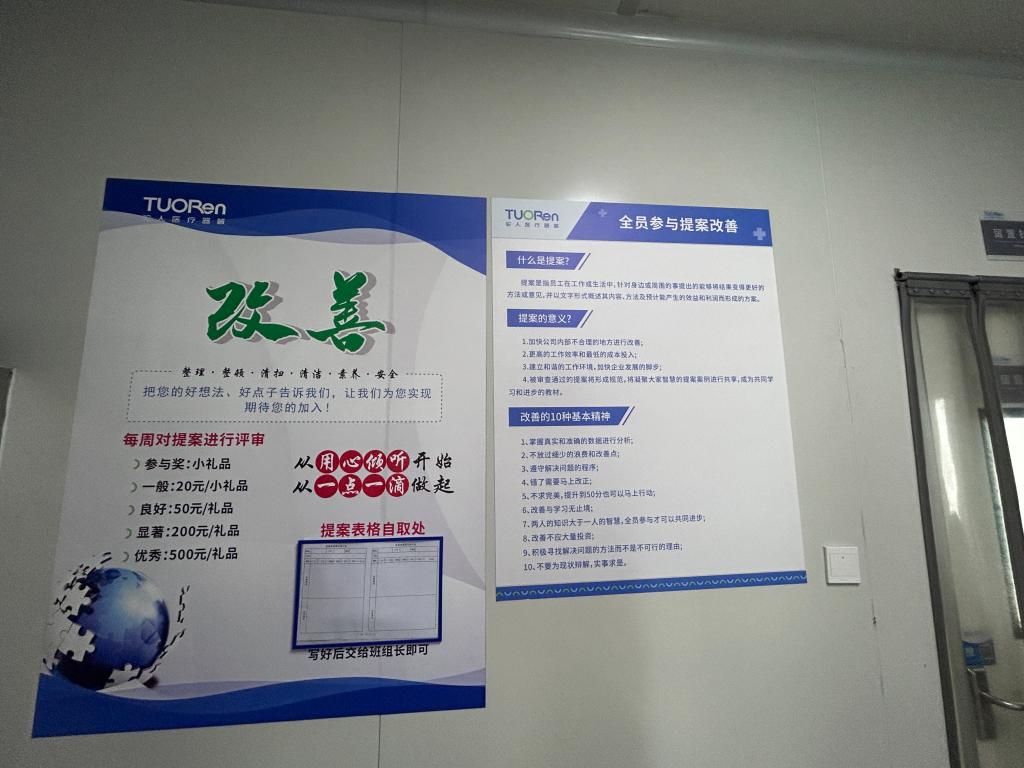 TUORen
驼人医疗器械
改善
整理·整顿·清扫·清洁·素养·安全
把您的好想法、好点子告诉我们，让我们为您实现
期待您的加入！
每周对提案进行评审
参与奖:小礼品
一般:20元/小礼品
良好:50元/礼品
显著:200元/礼品
优秀:500元/礼品
从用心倾听开始
从一点一滴做起
提案表格自取处
写好后交给班组长即可
TUORen
驼人医疗器械
全员参与提案改善
什么是提案?
提案是指员工在工作或生活中,针对身边或周围的事提出的能够将结果变得更好的
方法或意见,并以文字形式概述其内容、方法及预计能产生的效益和利润而形成的方案。
提案的意义?
1.加快公司内部不合理的地方进行改善;
2.更高的工作效率和最低的成本投入;
3.建立和谐的工作环境,加快企业发展的脚步;
4.被审查通过的提案将形成规范,将凝聚大家智慧的提案案例进行共享,成为共同学
习和进步的教材。
改善的10种基本精神
1、掌握真实和准确的数据进行分析;
2、不放过细少的浪费和改善点;
3、遵守解决问题的程序;
4、错了需要马上改正;
5、不求完美,提升到50分也可以马上行动;
6、改善与学习无止境;
7、两人的知识大于一人的智慧,全员参与才可以共同进步;
8、改善不应大量投资;
9、积极寻找解决问题的方法而不是不可行的理由;
10、不要为现状辩解,实事求是。
留置